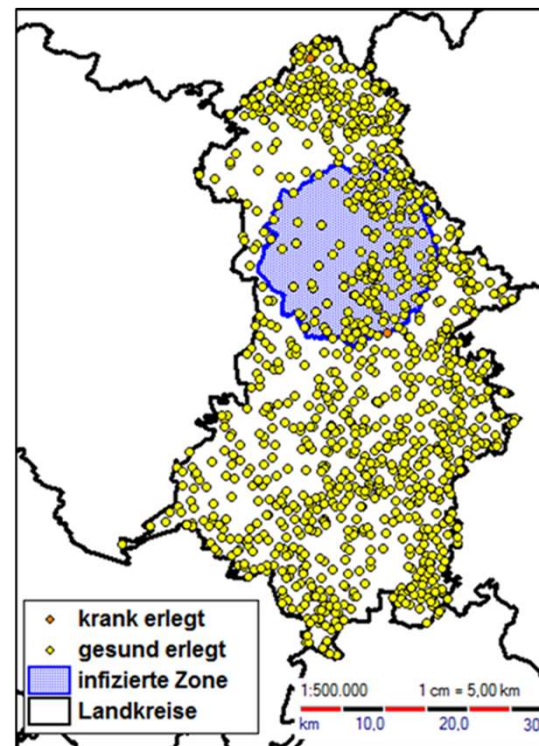 krank erlegt
gesund erlegt
infizierte Zone
Landkreise
1:500.000 1 cm = 5,00 km
km 10,0 20,0 30